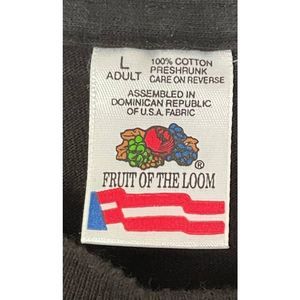 L
ADULT
100% COTTON
PRESHRUNK
CARE ON REVERSE
ASSEMBLED IN
DOMINICAN REPUBLIC
OF U.S.A. FABRIC
®
FRUIT OF THE LOOM